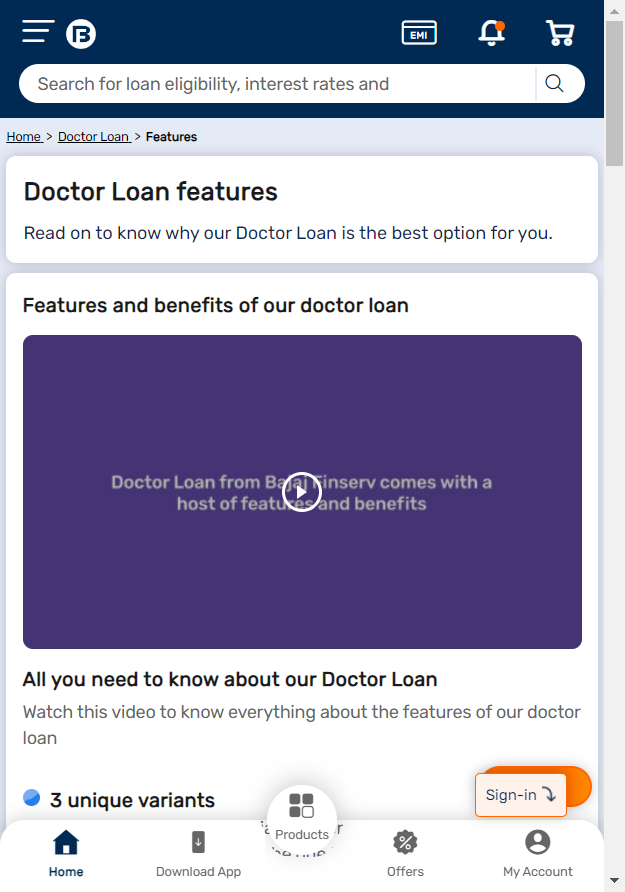 EMI
Search for loan eligibility, interest rates and
Home > Doctor Loan > Features
Doctor Loan features
Read on to know why our Doctor Loan is the best option for you.
Features and benefits of our doctor loan
Doctor Loan from Bajaj Finserv comes with a
host of features and benefits
All you need to know about our Doctor Loan
Watch this video to know everything about the features of our doctor
loan
3 unique variants
Sign-in
Home
Download App
Products
Offers
My Account